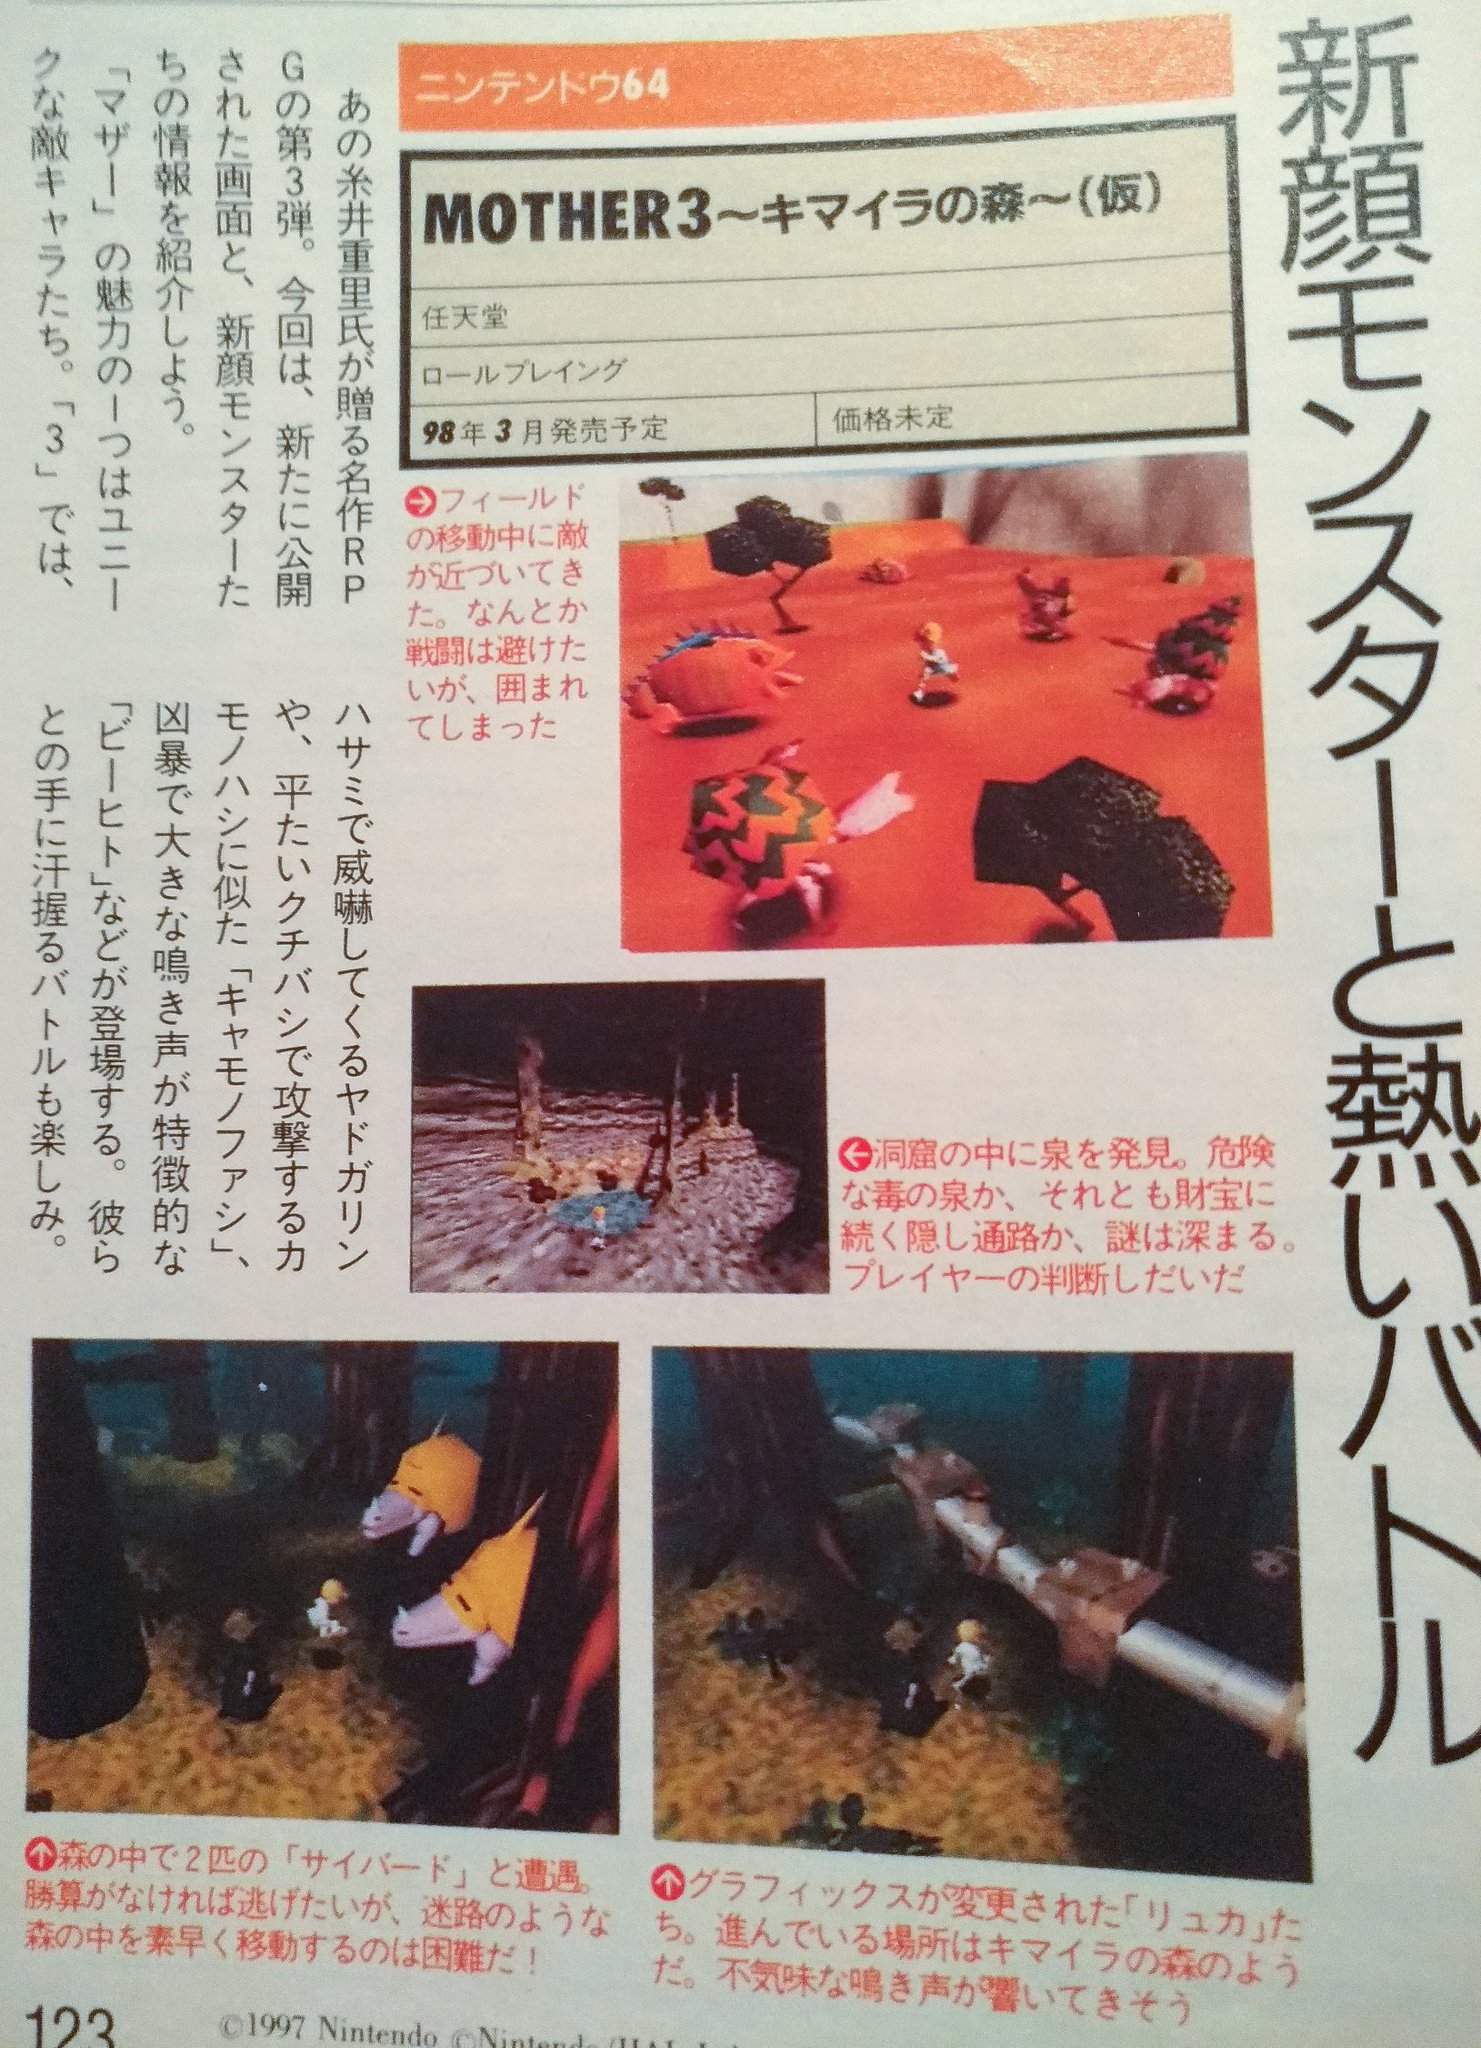 新顔モンスターと熱いバトル
ニンテンドウ64
MOTHER3～キマイラの森～(仮)
任天堂
ロールプレイング
98年3月発売予定
価格未定
あの糸井重里氏が贈る名作RP
Gの第3弾。今回は、新たに公開
された画面と、新顔モンスターた
ちの情報を紹介しよう。
「マザー」の魅力の一つはユニー
クな敵キャラたち。「3」では、
ハサミで威嚇してくるヤドガリン
や、平たいクチバシで攻撃するカ
モノハシに似た「キャモノファシ」、
凶暴で大きな鳴き声が特徴的な
「ビーヒト」などが登場する。彼ら
との手に汗握るバトルも楽しみ。
→フィールド
の移動中に敵
が近づいてき
た。なんとか
戦闘は避けた
いが、囲まれ
てしまった
←洞窟の中に泉を発見。危険
な毒の泉か、それとも財宝に
続く隠し通路か、謎は深まる。
プレイヤーの判断しだいだ
↑森の中で2匹の「サイバード」と遭遇。
勝算がなければ逃げたいが、迷路のような
森の中を素早く移動するのは困難だ！
↑グラフィックスが変更された「リュカ」た
ち。進んでいる場所はキマイラの森のよう
だ。不気味な鳴き声が響いてきそう
123
©1997 Nintendo ©Nintendo